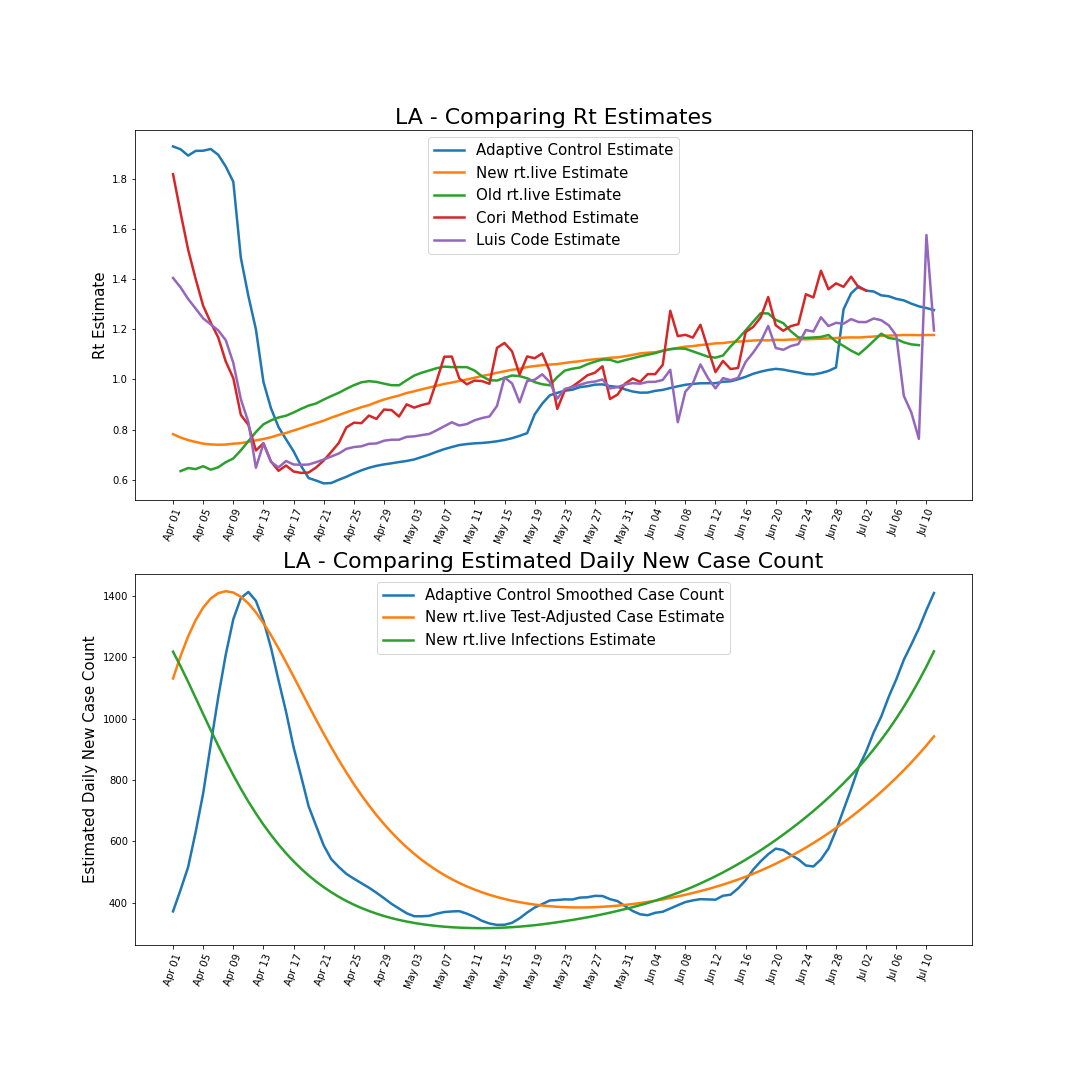 LA - Comparing Rt Estimates
Adaptive Control Estimate
New rt.live Estimate
Old rt.live Estimate
Cori Method Estimate
Luis Code Estimate
Rt Estimate
1.8
1.6
1.4
1.2
1.0
0.8
0.6
Apr 01 Apr 05 Apr 09 Apr 13 Apr 17 Apr 21 Apr 25 Apr 29 May 03 May 07 May 11 May 15 May 19 May 23 May 27 May 31 Jun 04 Jun 08 Jun 12 Jun 16 Jun 20 Jun 24 Jun 28 Jul 02 Jul 06 Jul 10
LA - Comparing Estimated Daily New Case Count
Adaptive Control Smoothed Case Count
New rt.live Test-Adjusted Case Estimate
New rt.live Infections Estimate
Estimated Daily New Case Count
1400
1200
1000
800
600
400
Apr 01 Apr 05 Apr 09 Apr 13 Apr 17 Apr 21 Apr 25 Apr 29 May 03 May 07 May 11 May 15 May 19 May 23 May 27 May 31 Jun 04 Jun 08 Jun 12 Jun 16 Jun 20 Jun 24 Jun 28 Jul 02 Jul 06 Jul 10